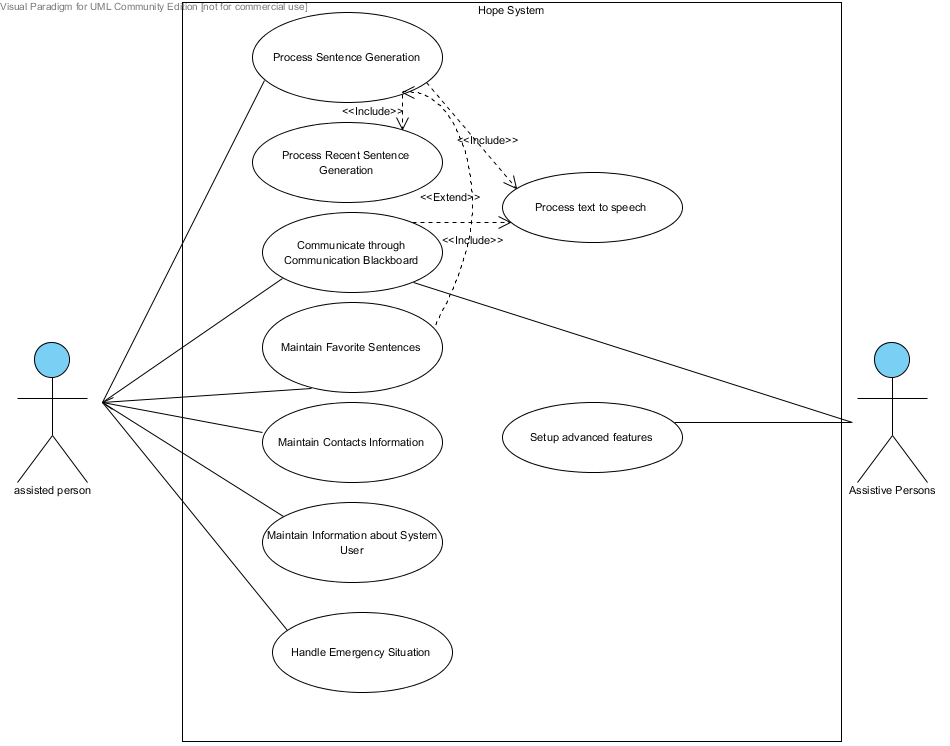 Visual Paradigm for UML Community Edition [not for commercial use]
Hope System
Process Sentence Generation
<<Include>>
<<Include>>
Process Recent Sentence
Generation
<<Extend>>
Process text to speech
Communicate through
Communication Blackboard
<<Include>>
Maintain Favorite Sentences
Maintain Contacts Information
Setup advanced features
assisted person
Assistive Persons
Maintain Information about System
User
Handle Emergency Situation